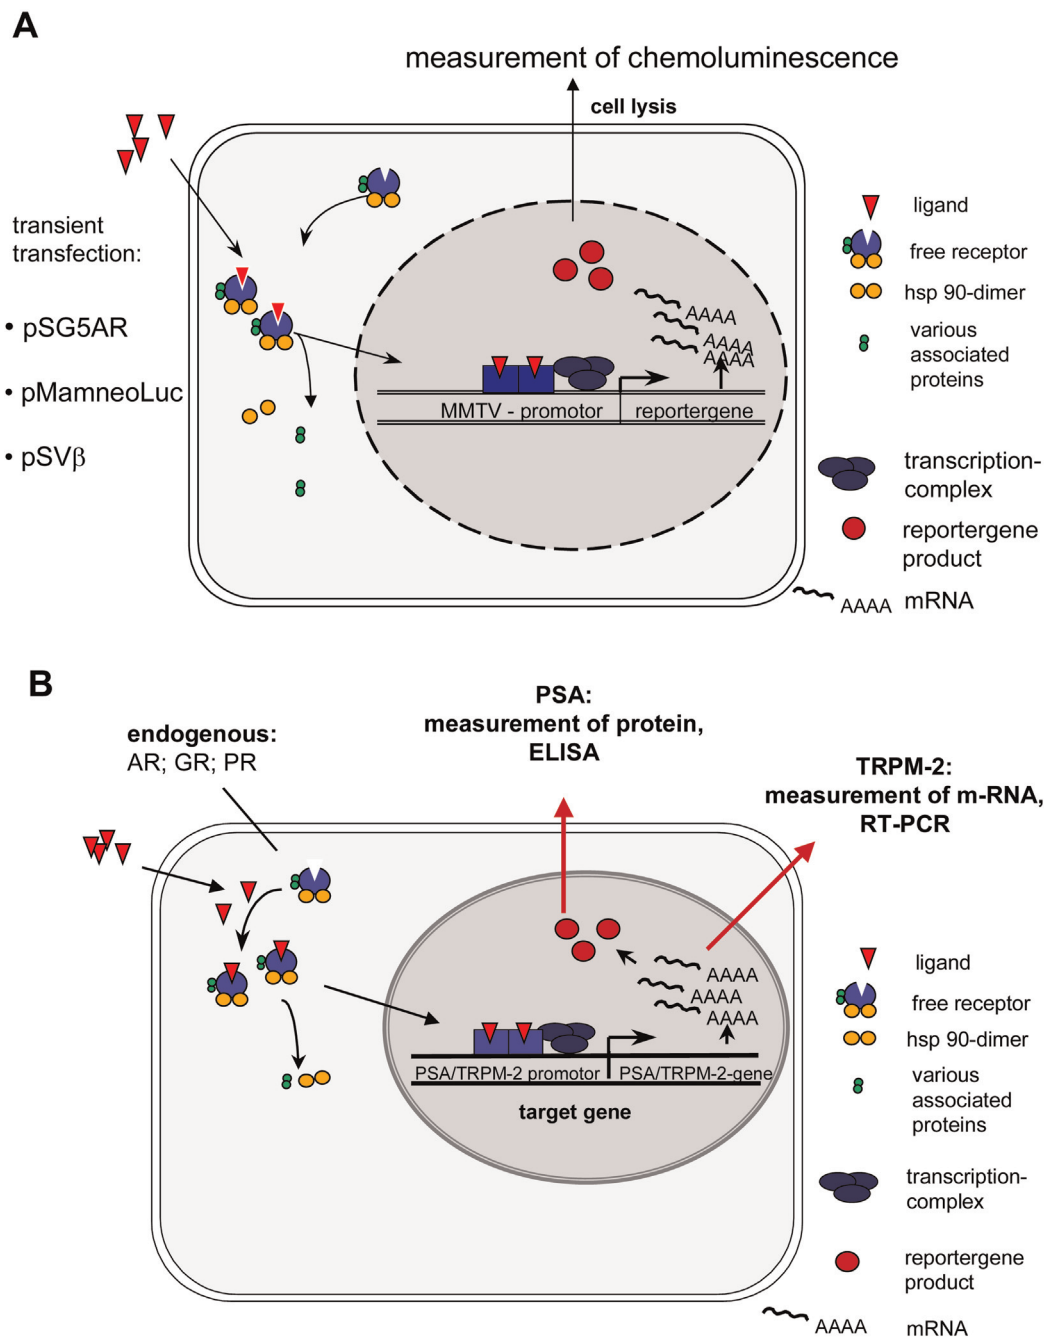 A
measurement of chemoluminescence
cell lysis
transient
transfection:
• pSG5AR
• pMamneoLuc
• pSVβ
AAAA
AAAA
AAAA
MMTV - promotor
reportergene
ligand
free receptor
hsp 90-dimer
various
associated
proteins
transcription-
complex
reportergene
product
AAAA
mRNA
B
endogenous:
AR; GR; PR
PSA:
measurement of protein,
ELISA
TRPM-2:
measurement of m-RNA,
RT-PCR
AAAA
AAAA
AAAA
PSA/TRPM-2 promotor
PSA/TRPM-2-gene
target gene
ligand
free receptor
hsp 90-dimer
various
associated
proteins
transcription-
complex
reportergene
product
AAAA
mRNA